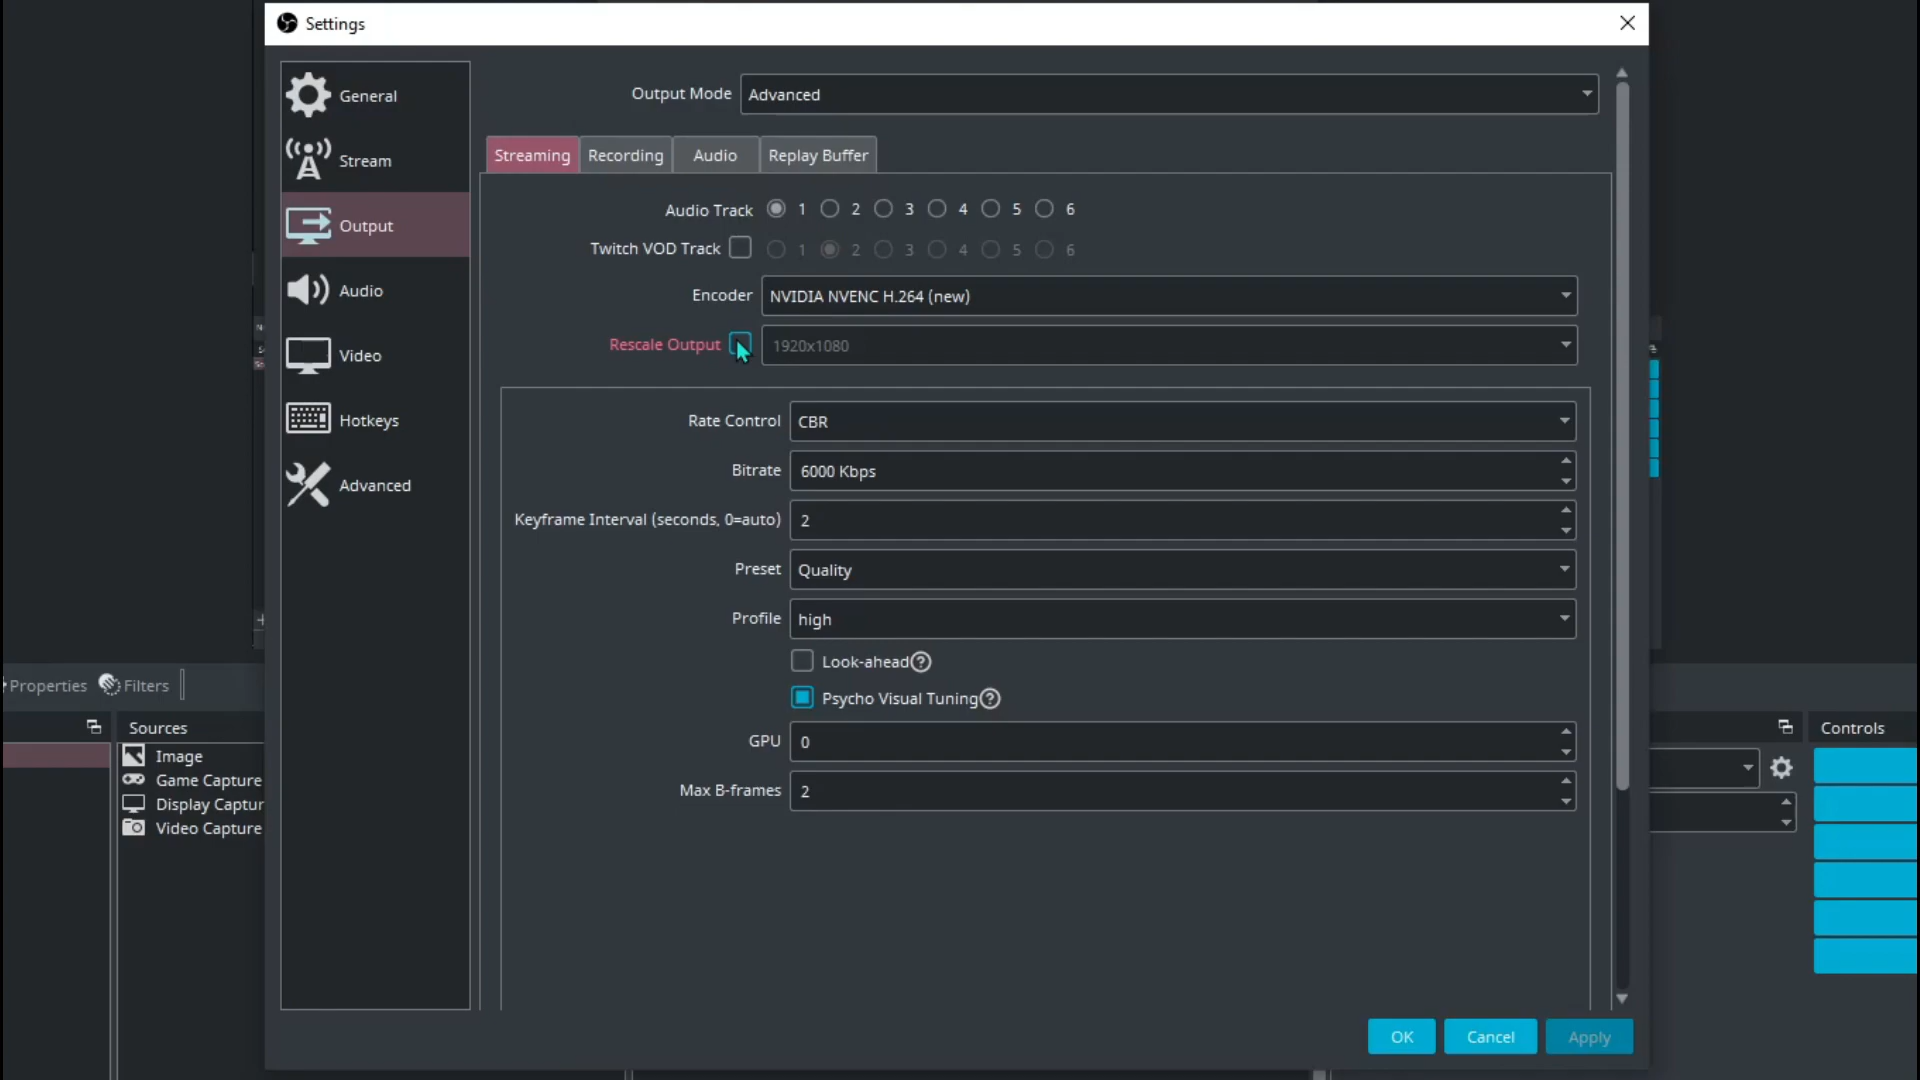 Settings
General
Stream
Output
Audio
Video
Hotkeys
Advanced
Output Mode Advanced
Streaming Recording Audio Replay Buffer
Audio Track 1 2 3 4 5 6
Twitch VOD Track 1 2 3 4 5 6
Encoder NVIDIA NVENC H.264 (new)
Rescale Output 1920x1080
Rate Control CBR
Bitrate 6000 Kbps
Keyframe Interval (seconds, 0=auto) 2
Preset Quality
Profile high
Look-ahead ?
Psycho Visual Tuning ?
GPU 0
Max B-frames 2
OK Cancel Apply
Properties Filters
Sources
Image
Game Capture
Display Captur
Video Capture
Controls